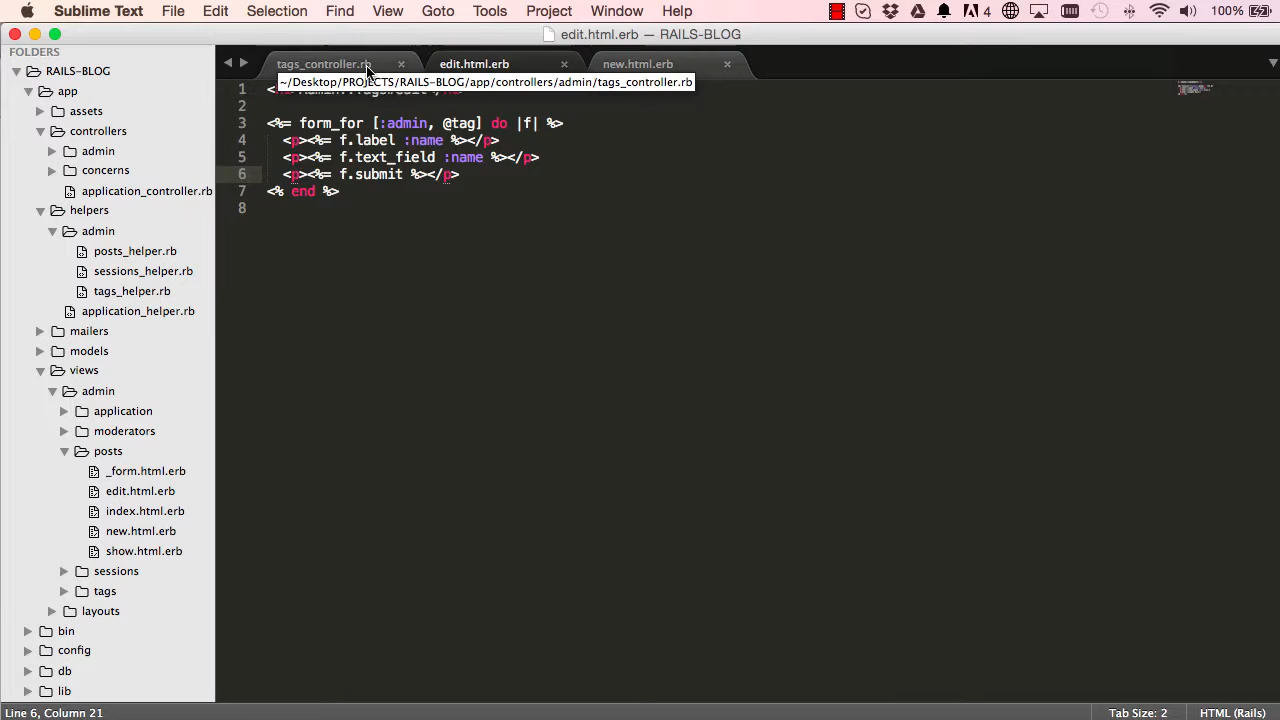 Sublime Text File Edit Selection Find View Goto Tools Project Window Help 4 100%
edit.html.erb — RAILS-BLOG
FOLDERS
RAILS-BLOG
app
assets
controllers
admin
concerns
application_controller.rb
helpers
admin
posts_helper.rb
sessions_helper.rb
tags_helper.rb
application_helper.rb
mailers
models
views
admin
application
moderators
posts
_form.html.erb
edit.html.erb
index.html.erb
new.html.erb
show.html.erb
sessions
tags
layouts
bin
config
db
lib
tags_controller.rb × edit.html.erb × new.html.erb ×
~/Desktop/PROJECTS/RAILS-BLOG/app/controllers/admin/tags_controller.rb
1
2
3 <%= form_for [:admin, @tag] do |f| %>
4 <p><%= f.label :name %></p>
5 <p><%= f.text_field :name %></p>
6 <p><%= f.submit %></p>
7 <% end %>
8
Line 6, Column 21 Tab Size: 2 HTML (Rails)